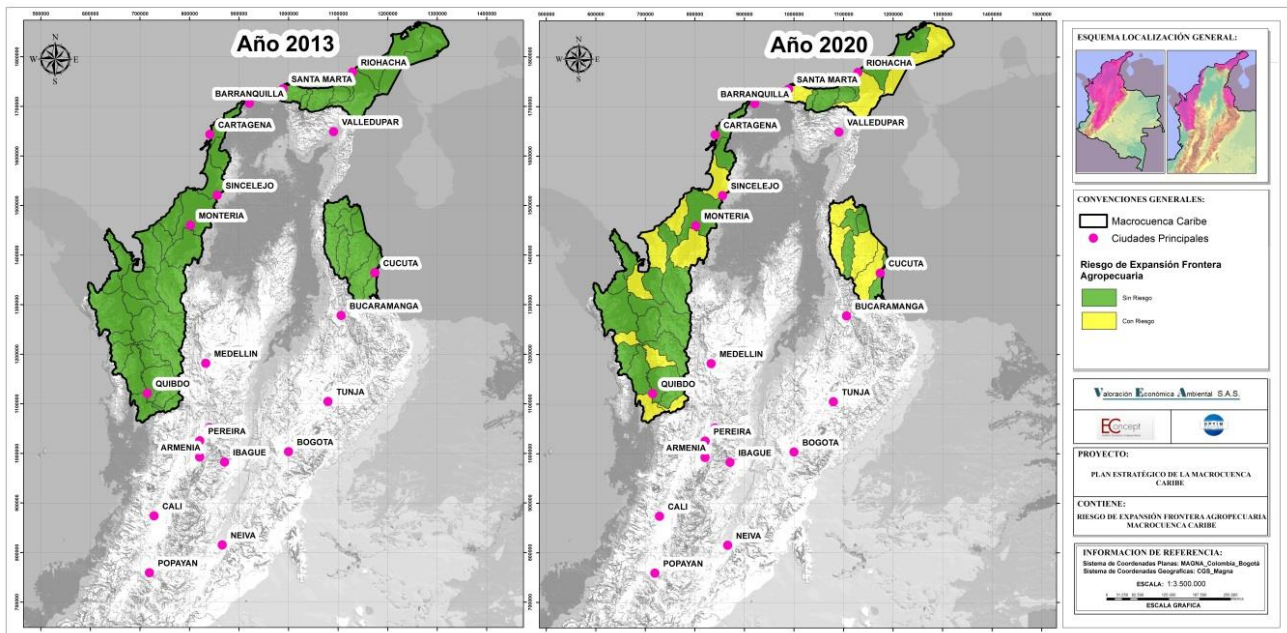 Año 2013
N
W E
S
RIOHACHA
SANTA MARTA
BARRANQUILLA
VALLEDUPAR
CARTAGENA
SINCELEJO
MONTERIA
CUCUTA
BUCARAMANGA
MEDELLIN
QUIBDO
TUNJA
PEREIRA
ARMENIA
IBAGUE
BOGOTA
CALI
NEIVA
POPAYAN
Año 2020
N
W E
S
RIOHACHA
SANTA MARTA
BARRANQUILLA
VALLEDUPAR
CARTAGENA
SINCELEJO
MONTERIA
CUCUTA
BUCARAMANGA
MEDELLIN
QUIBDO
TUNJA
PEREIRA
ARMENIA
IBAGUE
BOGOTA
CALI
NEIVA
POPAYAN
ESQUEMA LOCALIZACIÓN GENERAL:
CONVENCIONES GENERALES:
Macrocuenca Caribe
Ciudades Principales
Riesgo de Expansión Frontera
Agropecuaria
Sin Riesgo
Con Riesgo
Valoración Económica Ambiental S.A.S.
EConcept
PROYECTO:
PLAN ESTRATÉGICO DE LA MACROCUENCA
CARIBE
CONTIENE:
RIESGO DE EXPANSIÓN FRONTERA AGROPECUARIA
MACROCUENCA CARIBE
INFORMACION DE REFERENCIA:
Sistema de Coordenadas Planas: MAGNA_Colombia_Bogotá
Sistema de Coordenadas Geograficas: CGS_Magna
ESCALA: 1:3.500.000
ESCALA GRAFICA